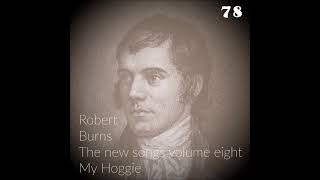 78
Robert
Burns
The new songs volume eight
My Hoggie